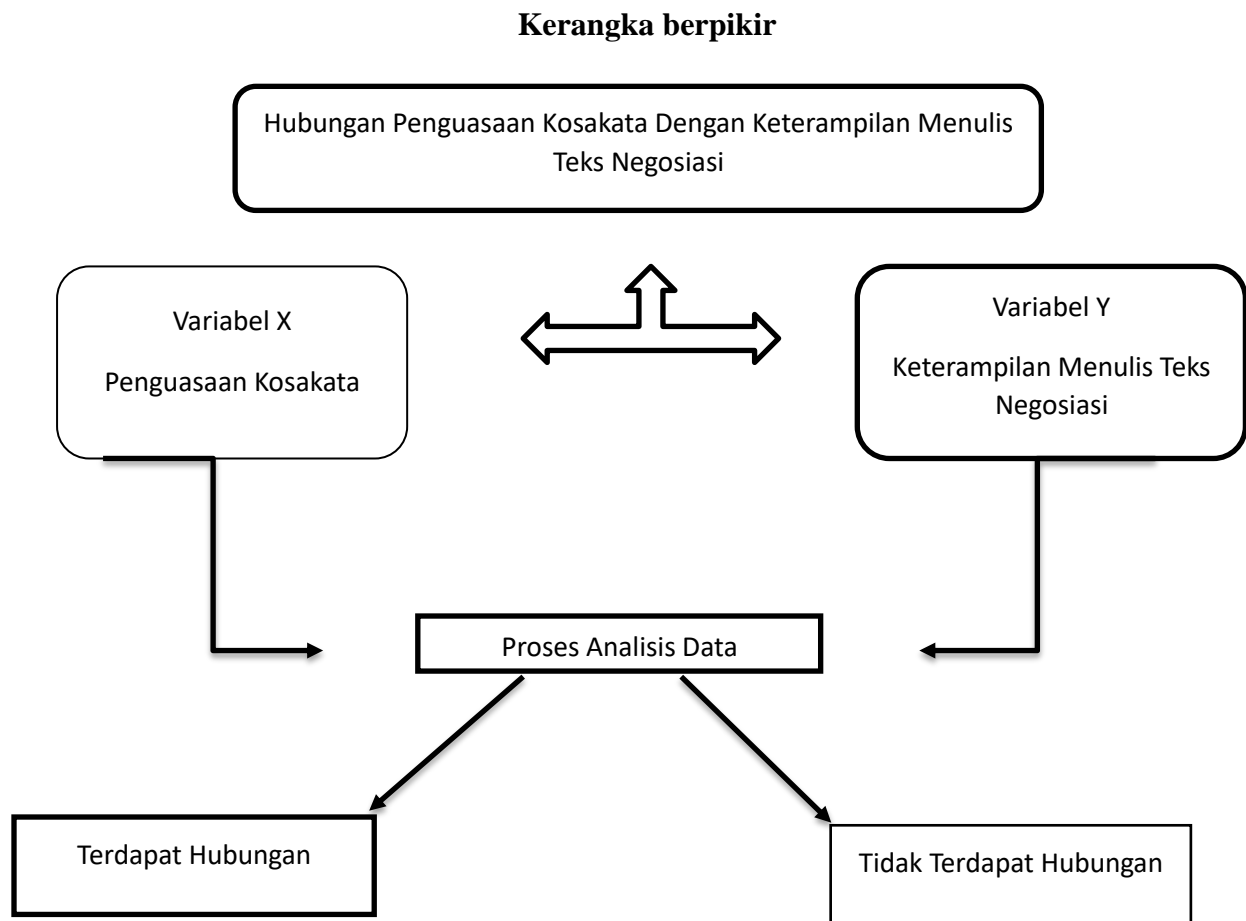 Kerangka berpikir
Hubungan Penguasaan Kosakata Dengan Keterampilan Menulis
Teks Negosiasi
Variabel X
Penguasaan Kosakata
Variabel Y
Keterampilan Menulis Teks
Negosiasi
Proses Analisis Data
Terdapat Hubungan
Tidak Terdapat Hubungan